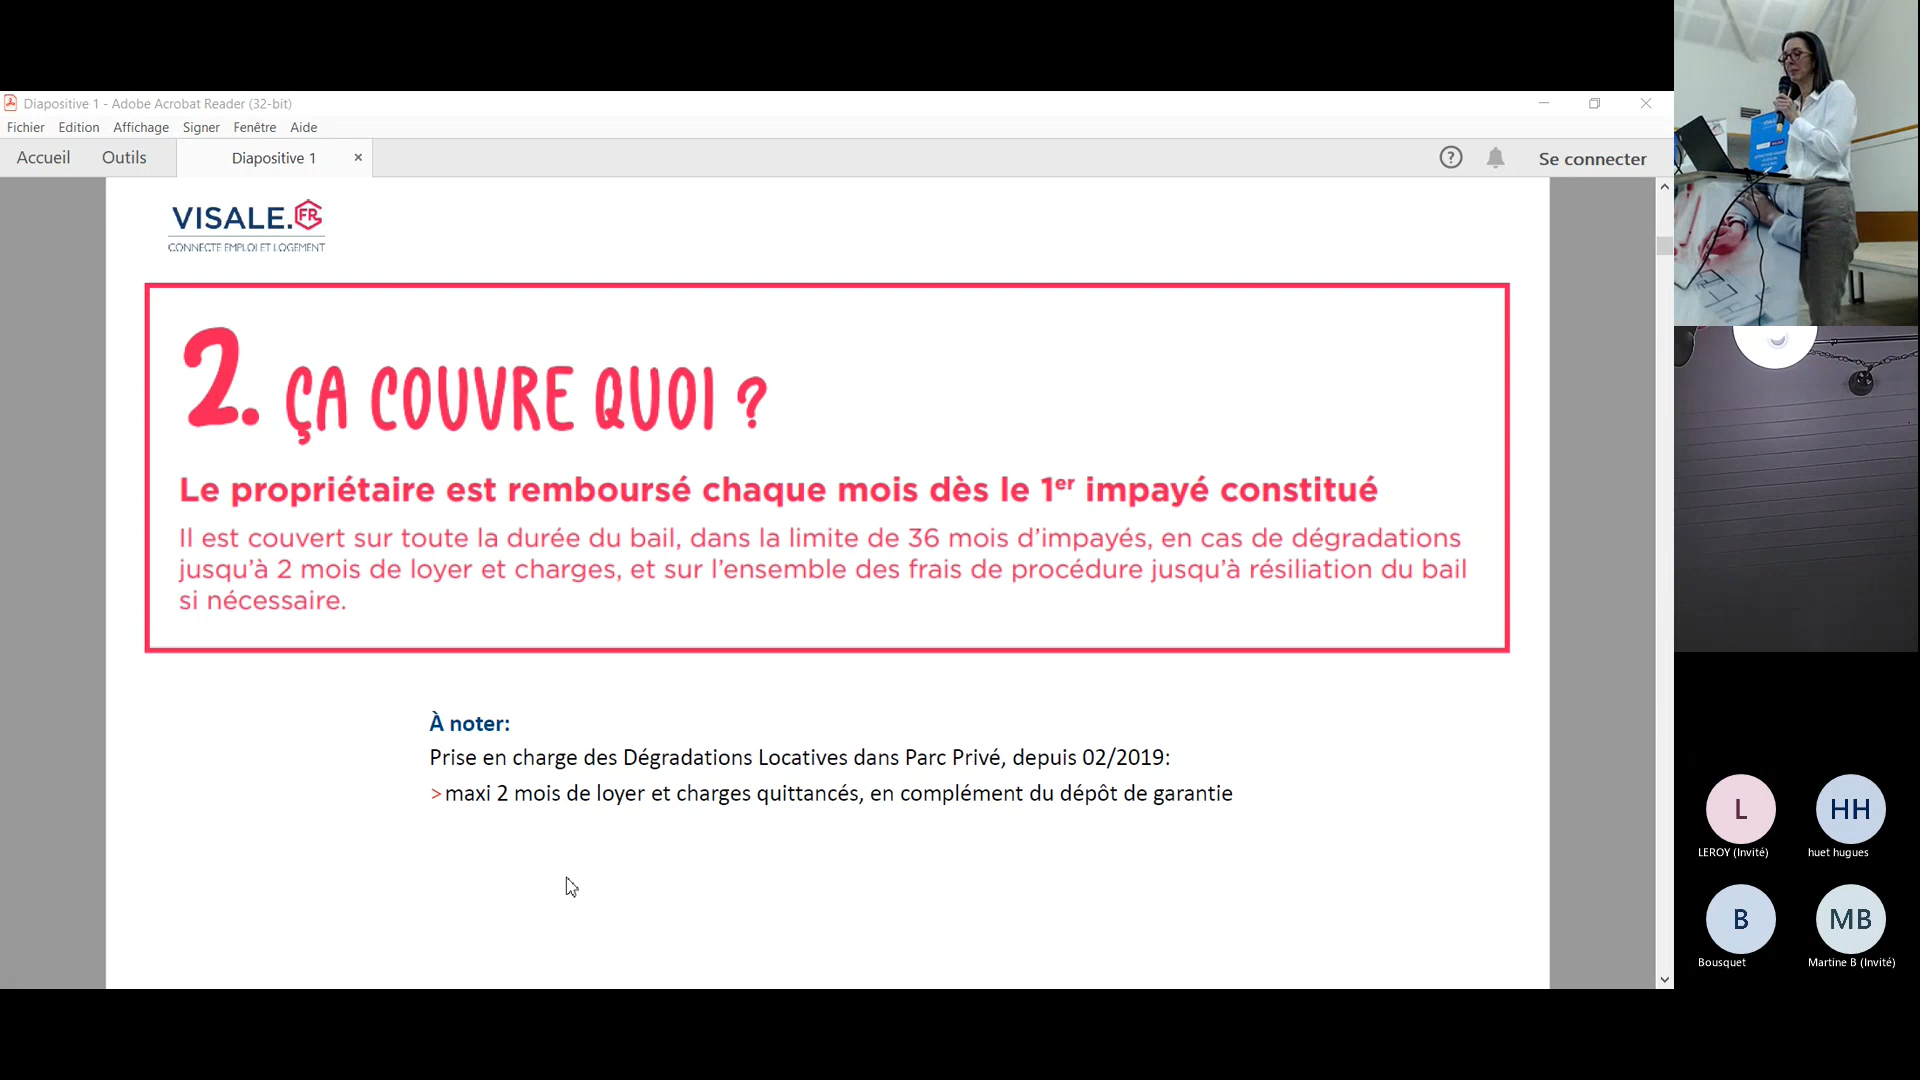 Diapositive 1 - Adobe Acrobat Reader (32-bit)
Fichier Edition Affichage Signer Fenêtre Aide
Accueil Outils Diapositive 1 × ? Se connecter
VISALE.FR
CONNECTE EMPLOI ET LOGEMENT
2. ÇA COUVRE QUOI ?
Le propriétaire est remboursé chaque mois dès le 1er impayé constitué
Il est couvert sur toute la durée du bail, dans la limite de 36 mois d'impayés, en cas de dégradations
jusqu'à 2 mois de loyer et charges, et sur l'ensemble des frais de procédure jusqu'à résiliation du bail
si nécessaire.
À noter:
Prise en charge des Dégradations Locatives dans Parc Privé, depuis 02/2019:
>maxi 2 mois de loyer et charges quittancés, en complément du dépôt de garantie
VISALE
L HH
LEROY (Invité) huet hugues
B MB
Bousquet Martine B (Invité)